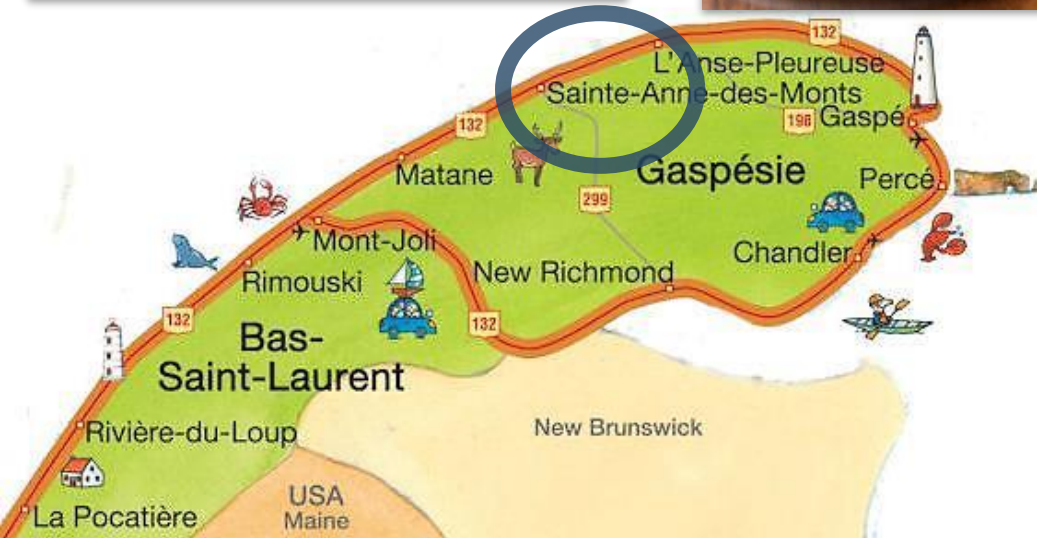 132
L'Anse-Pleureuse
Sainte-Anne-des-Monts
198
Gaspé
132
Matane
Gaspésie
Percé
299
Mont-Joli
Chandler
Rimouski
New Richmond
132
132
Bas-
Saint-Laurent
New Brunswick
Rivière-du-Loup
USA
Maine
La Pocatière